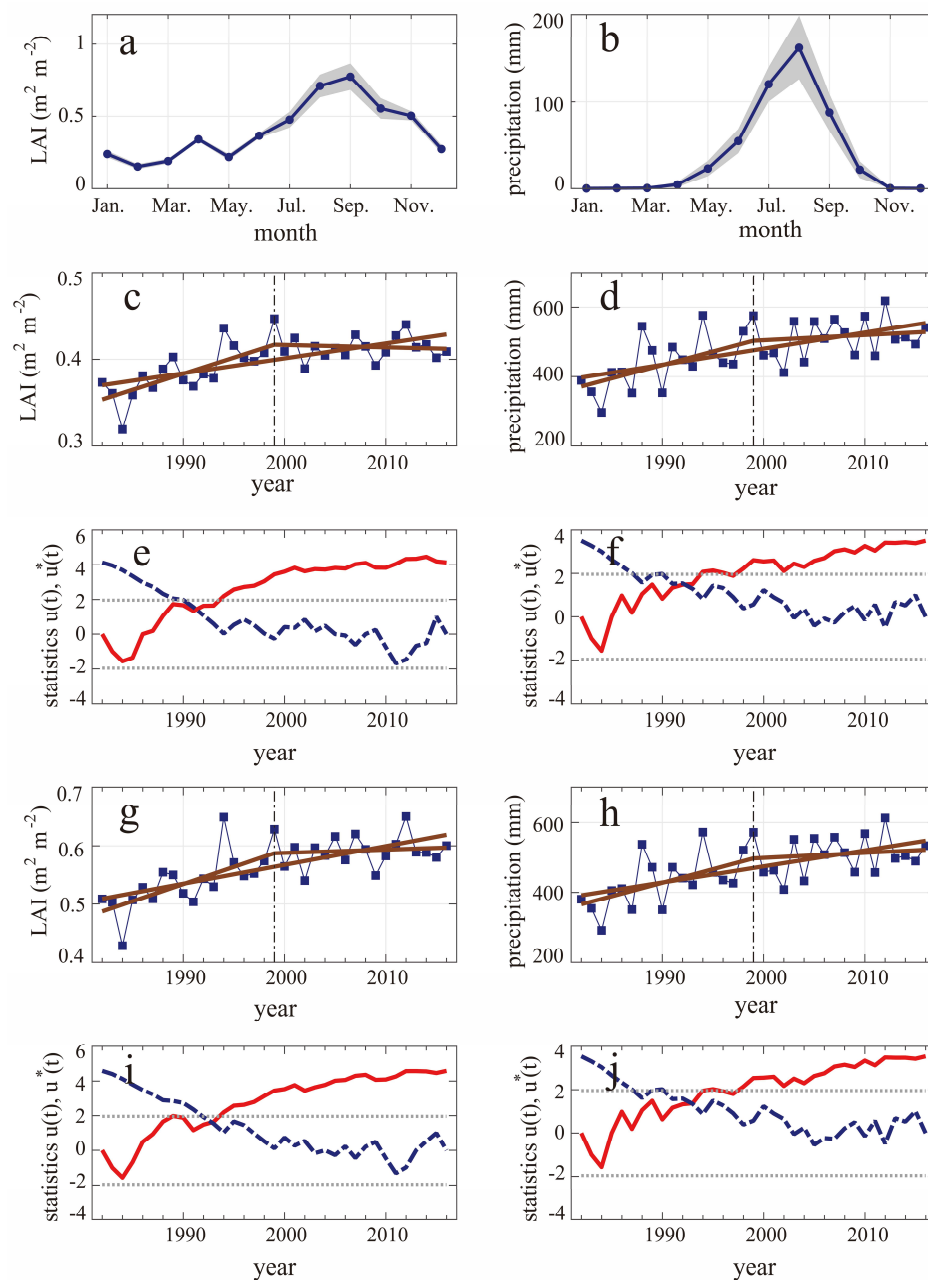 a
LAI (m² m⁻²)
1
0.5
0
Jan. Mar. May. Jul. Sep. Nov.
month
b
precipitation (mm)
200
100
0
Jan. Mar. May. Jul. Sep. Nov.
month
c
LAI (m² m⁻²)
0.5
0.4
0.3
1990 2000 2010
year
d
precipitation (mm)
600
400
200
1990 2000 2010
year
e
statistics u(t), u*(t)
6
4
2
0
-2
-4
1990 2000 2010
year
f
statistics u(t), u*(t)
4
2
0
-2
-4
1990 2000 2010
year
g
LAI (m² m⁻²)
0.7
0.6
0.5
0.4
1990 2000 2010
year
h
precipitation (mm)
600
400
200
1990 2000 2010
year
i
statistics u(t), u*(t)
6
4
2
0
-2
-4
1990 2000 2010
year
j
statistics u(t), u*(t)
4
2
0
-2
-4
1990 2000 2010
year